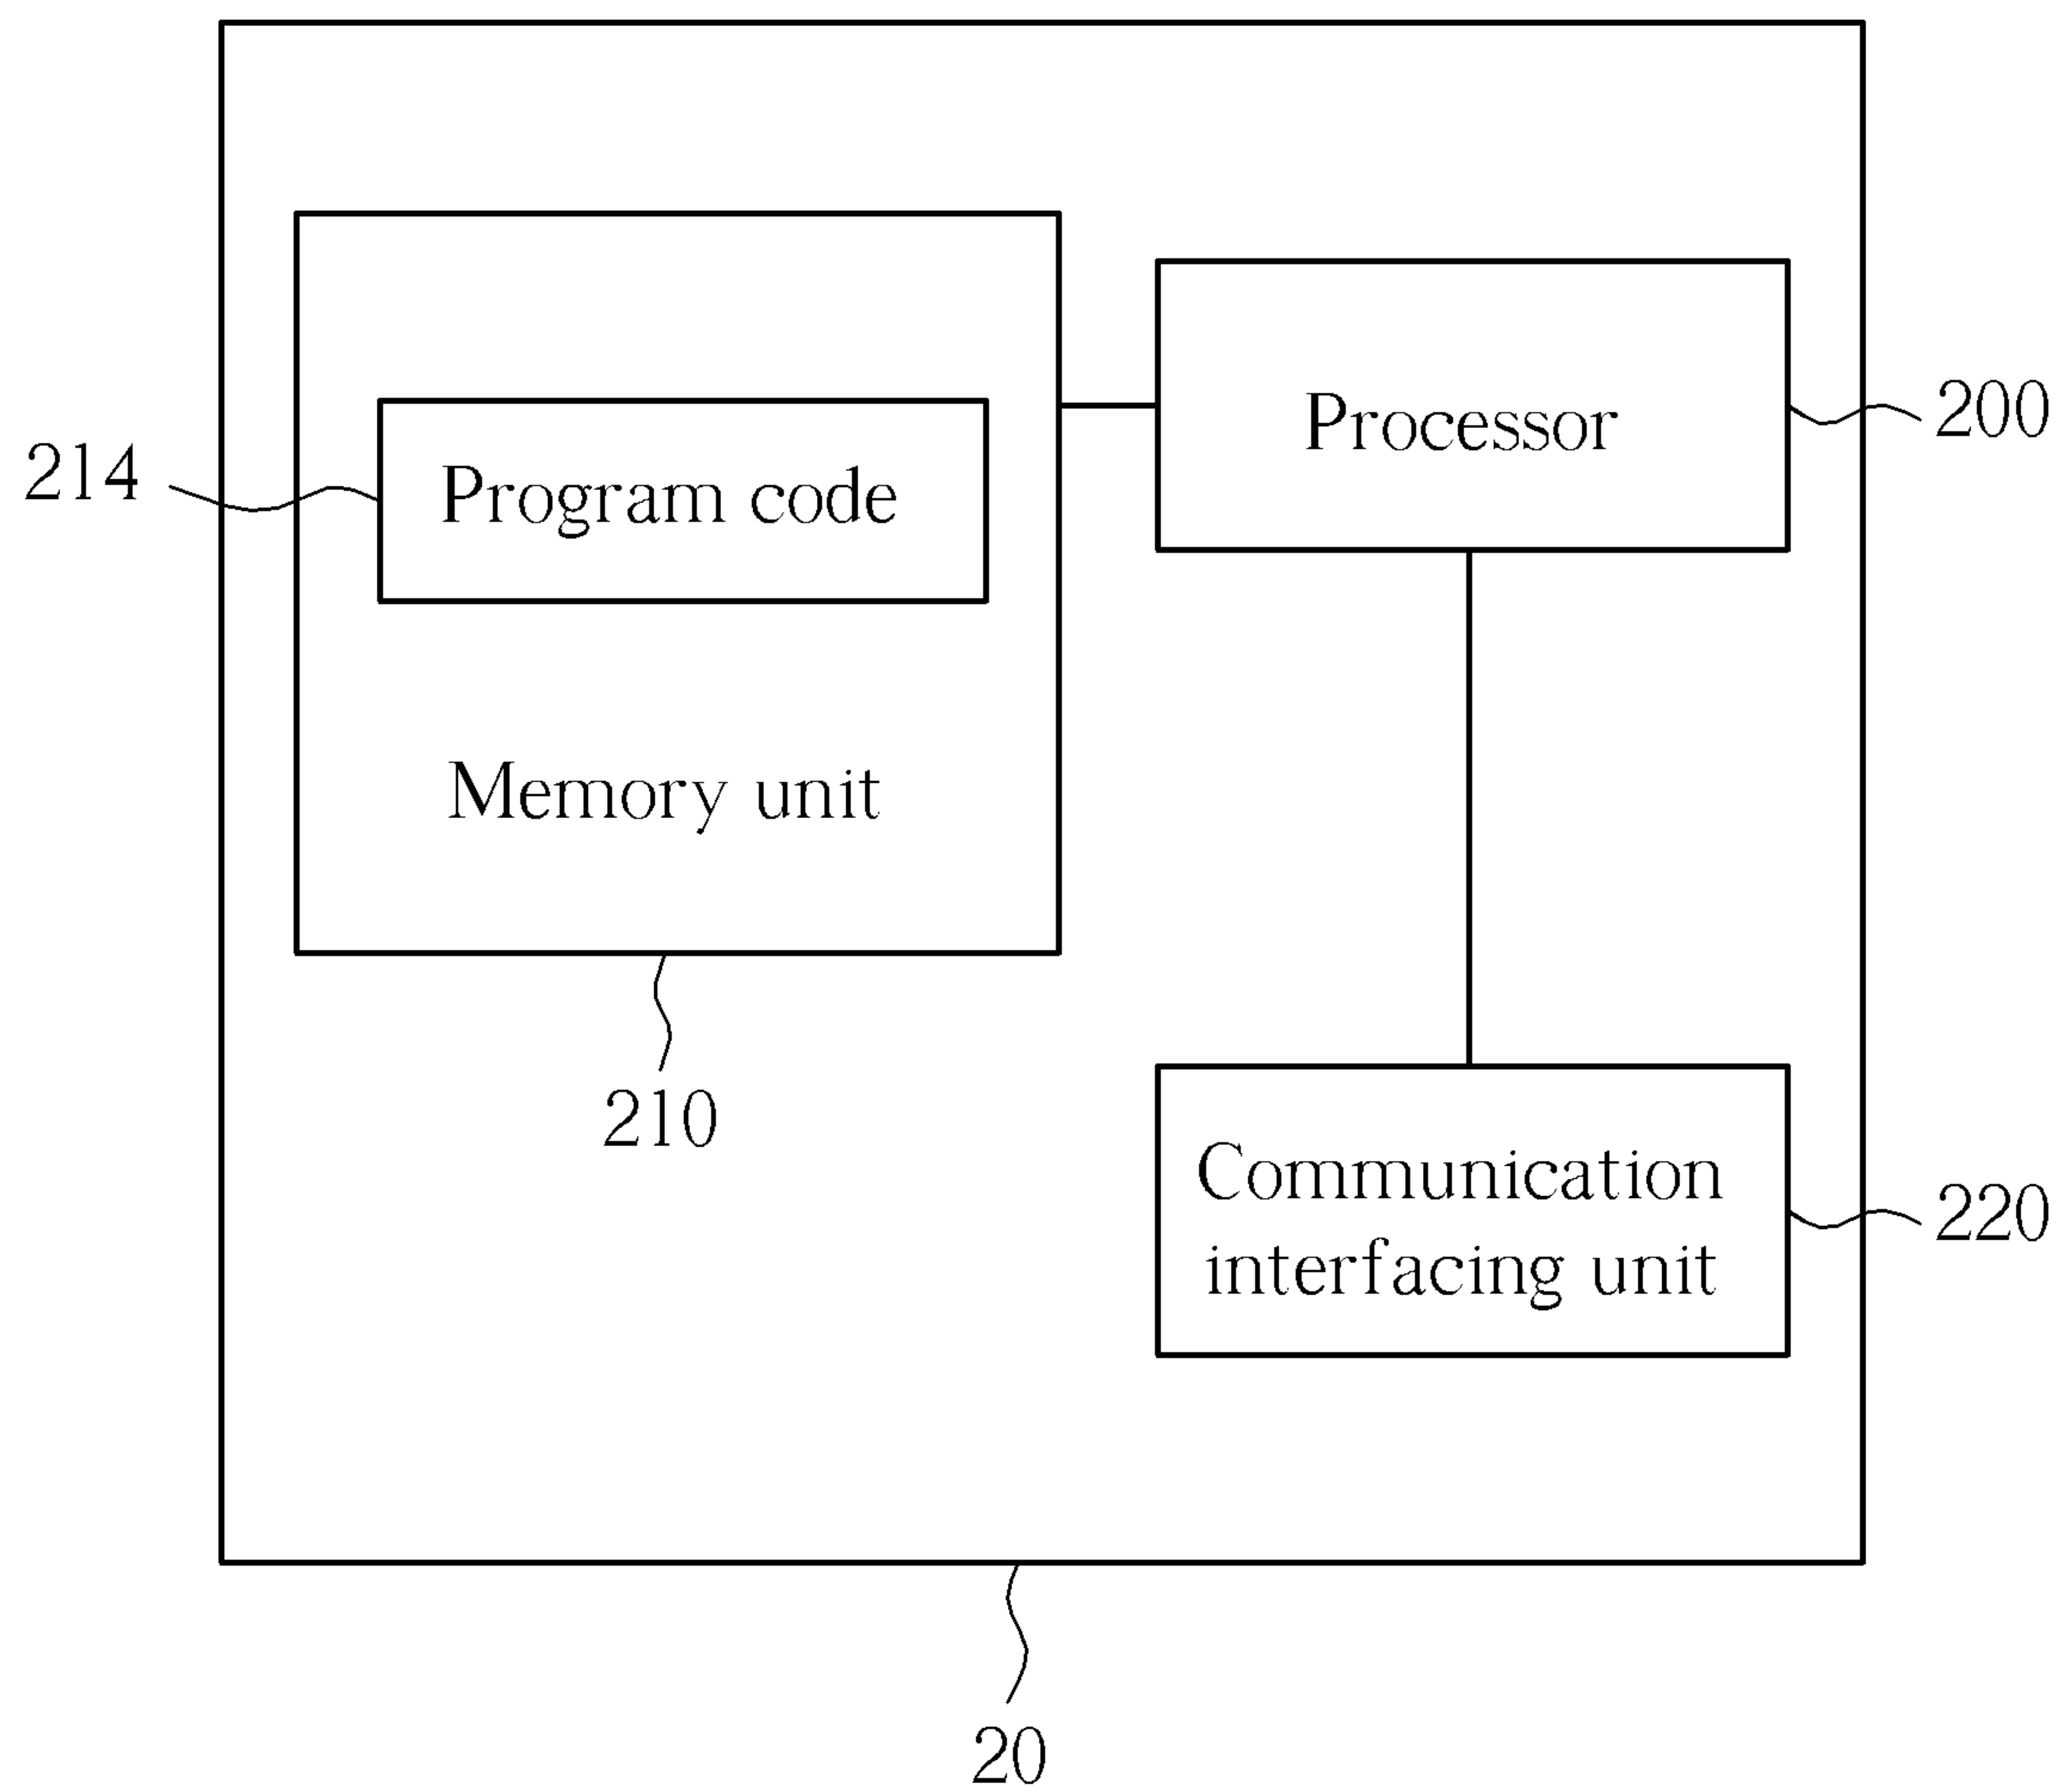 Processor
200
214
Program code
Memory unit
210
Communication
interfacing unit
220
20